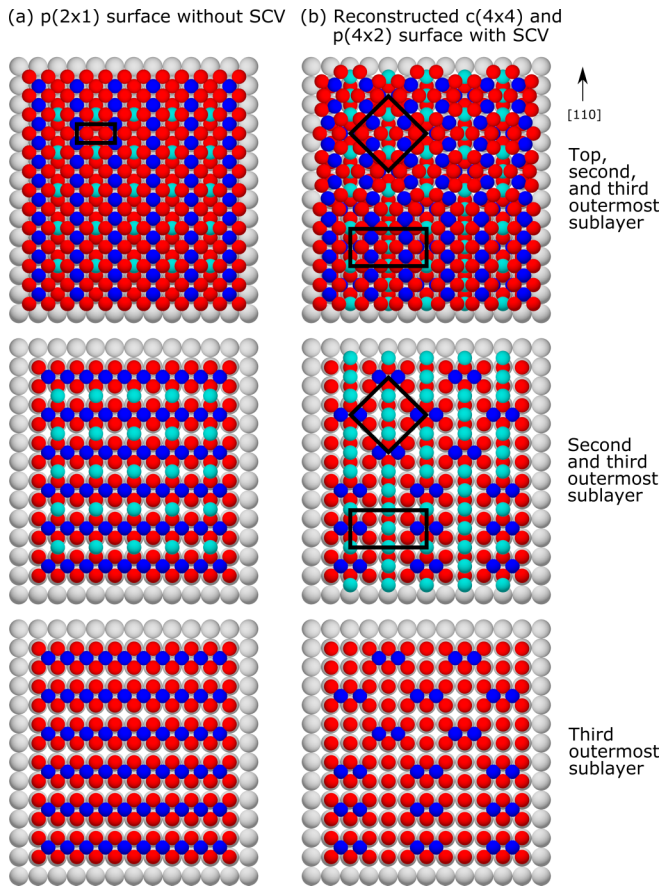 (a) p(2x1) surface without SCV
(b) Reconstructed c(4x4) and
p(4x2) surface with SCV
[110]
Top,
second,
and third
outermost
sublayer
Second
and third
outermost
sublayer
Third
outermost
sublayer